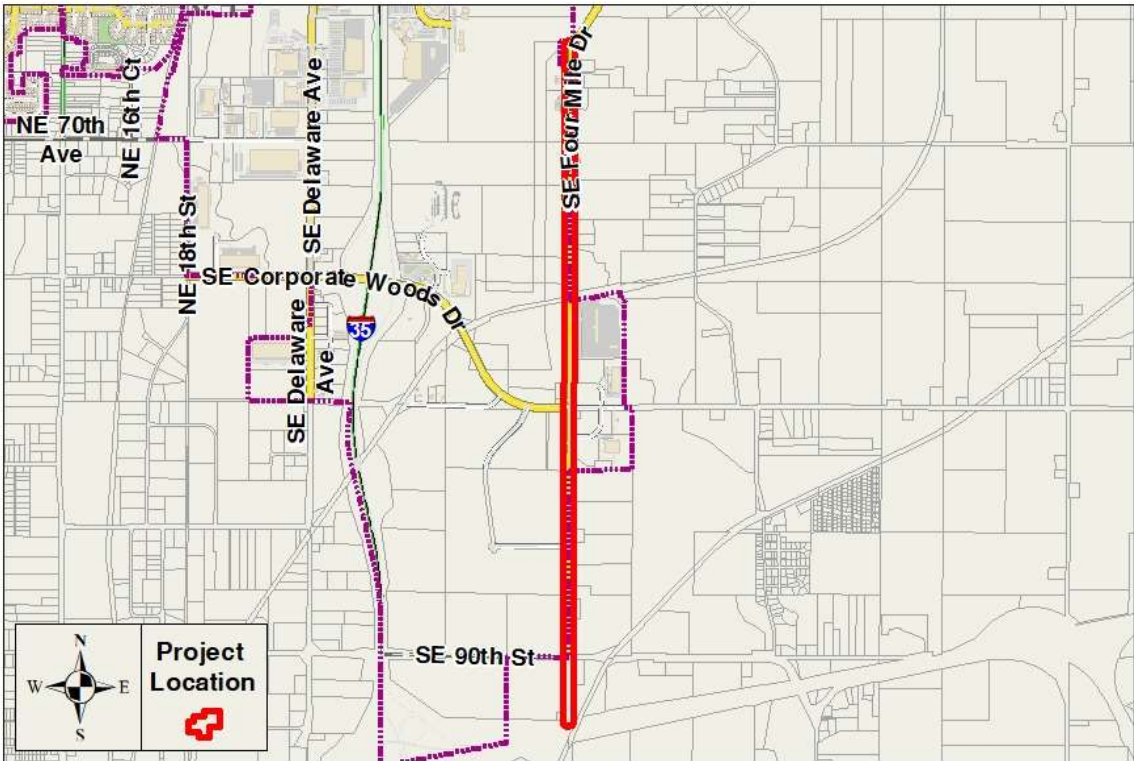 NE 70th
Ave
NE 16th Ct
NE 18th St
SE Delaware Ave
SE Four Mile Dr
SE Corporate Woods Dr
35
SE Delaware
Ave
SE 90th St
N
W
E
S
Project
Location